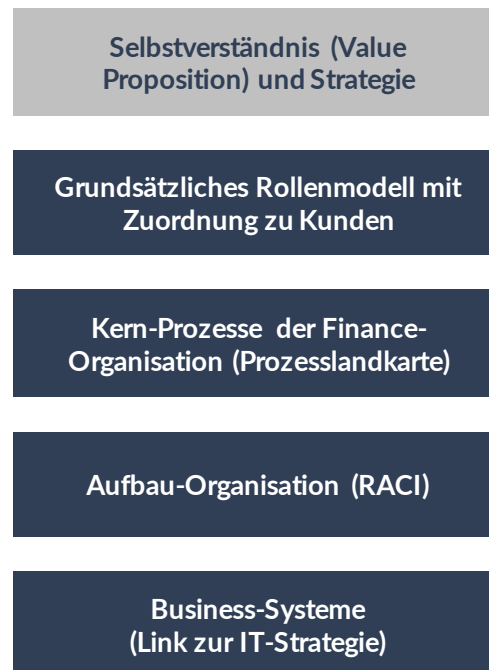 Selbstverständnis (Value
Proposition) und Strategie
Grundsätzliches Rollenmodell mit
Zuordnung zu Kunden
Kern-Prozesse der Finance-
Organisation (Prozesslandkarte)
Aufbau-Organisation (RACI)
Business-Systeme
(Link zur IT-Strategie)